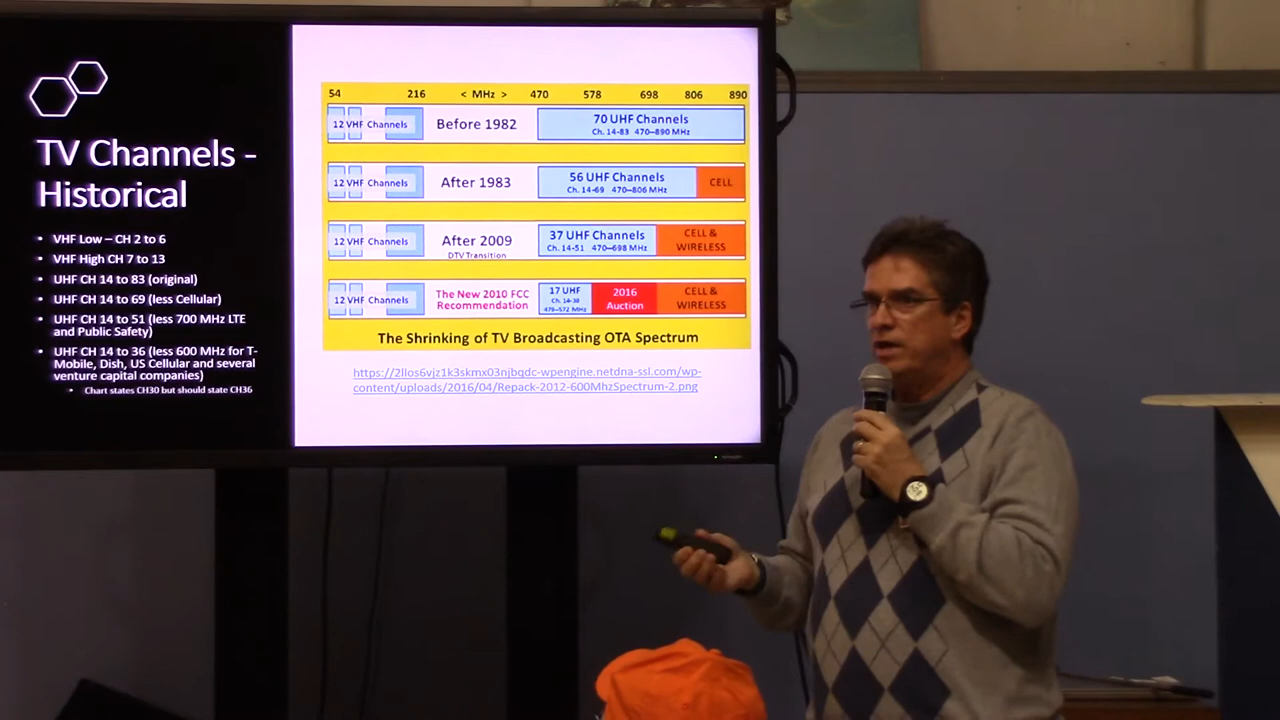 TV Channels -
Historical
• VHF Low – CH 2 to 6
• VHF High CH 7 to 13
• UHF CH 14 to 83 (original)
• UHF CH 14 to 69 (less Cellular)
• UHF CH 14 to 51 (less 700 MHz LTE
and Public Safety)
• UHF CH 14 to 36 (less 600 MHz for T-
Mobile, Dish, US Cellular and several
venture capital companies)
• Chart states CH30 but should state CH36
54 216 < MHz > 470 578 698 806 890
12 VHF Channels Before 1982 70 UHF Channels
Ch. 14-83 470–890 MHz
12 VHF Channels After 1983 56 UHF Channels CELL
Ch. 14-69 470–806 MHz
12 VHF Channels After 2009 37 UHF Channels CELL &
DTV Transition Ch. 14-51 470–698 MHz WIRELESS
12 VHF Channels The New 2010 FCC 17 UHF 2016 CELL &
Recommendation Ch. 14-30 Auction WIRELESS
The Shrinking of TV Broadcasting OTA Spectrum
https://2llos6vjz1k3skmx03njbqdc-wpengine.netdna-ssl.com/wp-
content/uploads/2016/04/Repack-2012-600MhzSpectrum-2.png